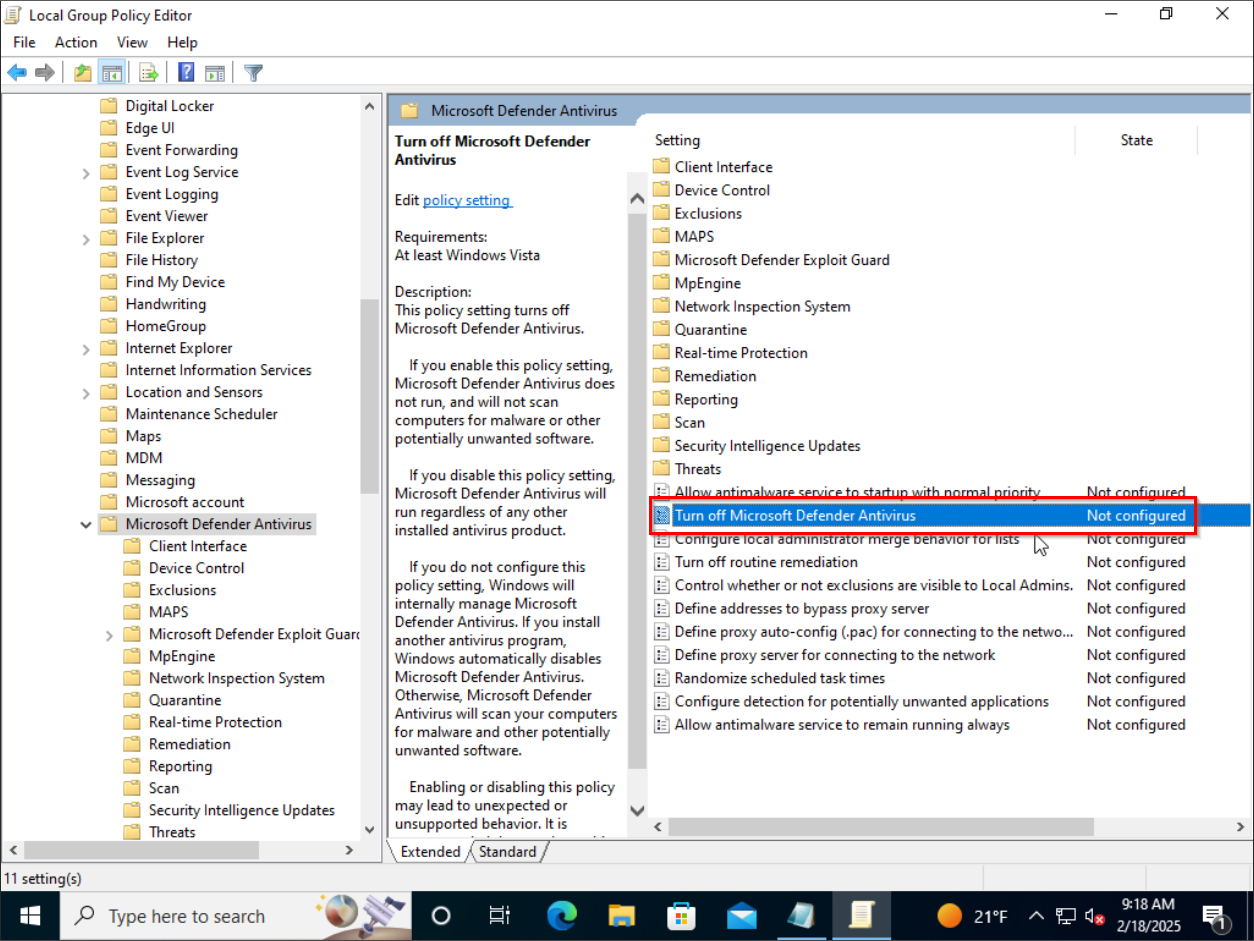 Local Group Policy Editor
File Action View Help
Digital Locker
Edge UI
Event Forwarding
Event Log Service
Event Logging
Event Viewer
File Explorer
File History
Find My Device
Handwriting
HomeGroup
Internet Explorer
Internet Information Services
Location and Sensors
Maintenance Scheduler
Maps
MDM
Messaging
Microsoft account
Microsoft Defender Antivirus
Client Interface
Device Control
Exclusions
MAPS
Microsoft Defender Exploit Guard
MpEngine
Network Inspection System
Quarantine
Real-time Protection
Remediation
Reporting
Scan
Security Intelligence Updates
Threats
Microsoft Defender Antivirus
Turn off Microsoft Defender
Antivirus
Edit policy setting
Requirements:
At least Windows Vista
Description:
This policy setting turns off
Microsoft Defender Antivirus.
If you enable this policy setting,
Microsoft Defender Antivirus does
not run, and will not scan
computers for malware or other
potentially unwanted software.
If you disable this policy setting,
Microsoft Defender Antivirus will
run regardless of any other
installed antivirus product.
If you do not configure this
policy setting, Windows will
internally manage Microsoft
Defender Antivirus. If you install
another antivirus program,
Windows automatically disables
Microsoft Defender Antivirus.
Otherwise, Microsoft Defender
Antivirus will scan your computers
for malware and other potentially
unwanted software.
Enabling or disabling this policy
may lead to unexpected or
unsupported behavior. It is
Setting State
Client Interface
Device Control
Exclusions
MAPS
Microsoft Defender Exploit Guard
MpEngine
Network Inspection System
Quarantine
Real-time Protection
Remediation
Reporting
Scan
Security Intelligence Updates
Threats
Allow antimalware service to startup with normal priority Not configured
Turn off Microsoft Defender Antivirus Not configured
Configure local administrator merge behavior for lists Not configured
Turn off routine remediation Not configured
Control whether or not exclusions are visible to Local Admins. Not configured
Define addresses to bypass proxy server Not configured
Define proxy auto-config (.pac) for connecting to the netwo... Not configured
Define proxy server for connecting to the network Not configured
Randomize scheduled task times Not configured
Configure detection for potentially unwanted applications Not configured
Allow antimalware service to remain running always Not configured
Extended Standard
11 setting(s)
Type here to search
21°F
9:18 AM
2/18/2025
1